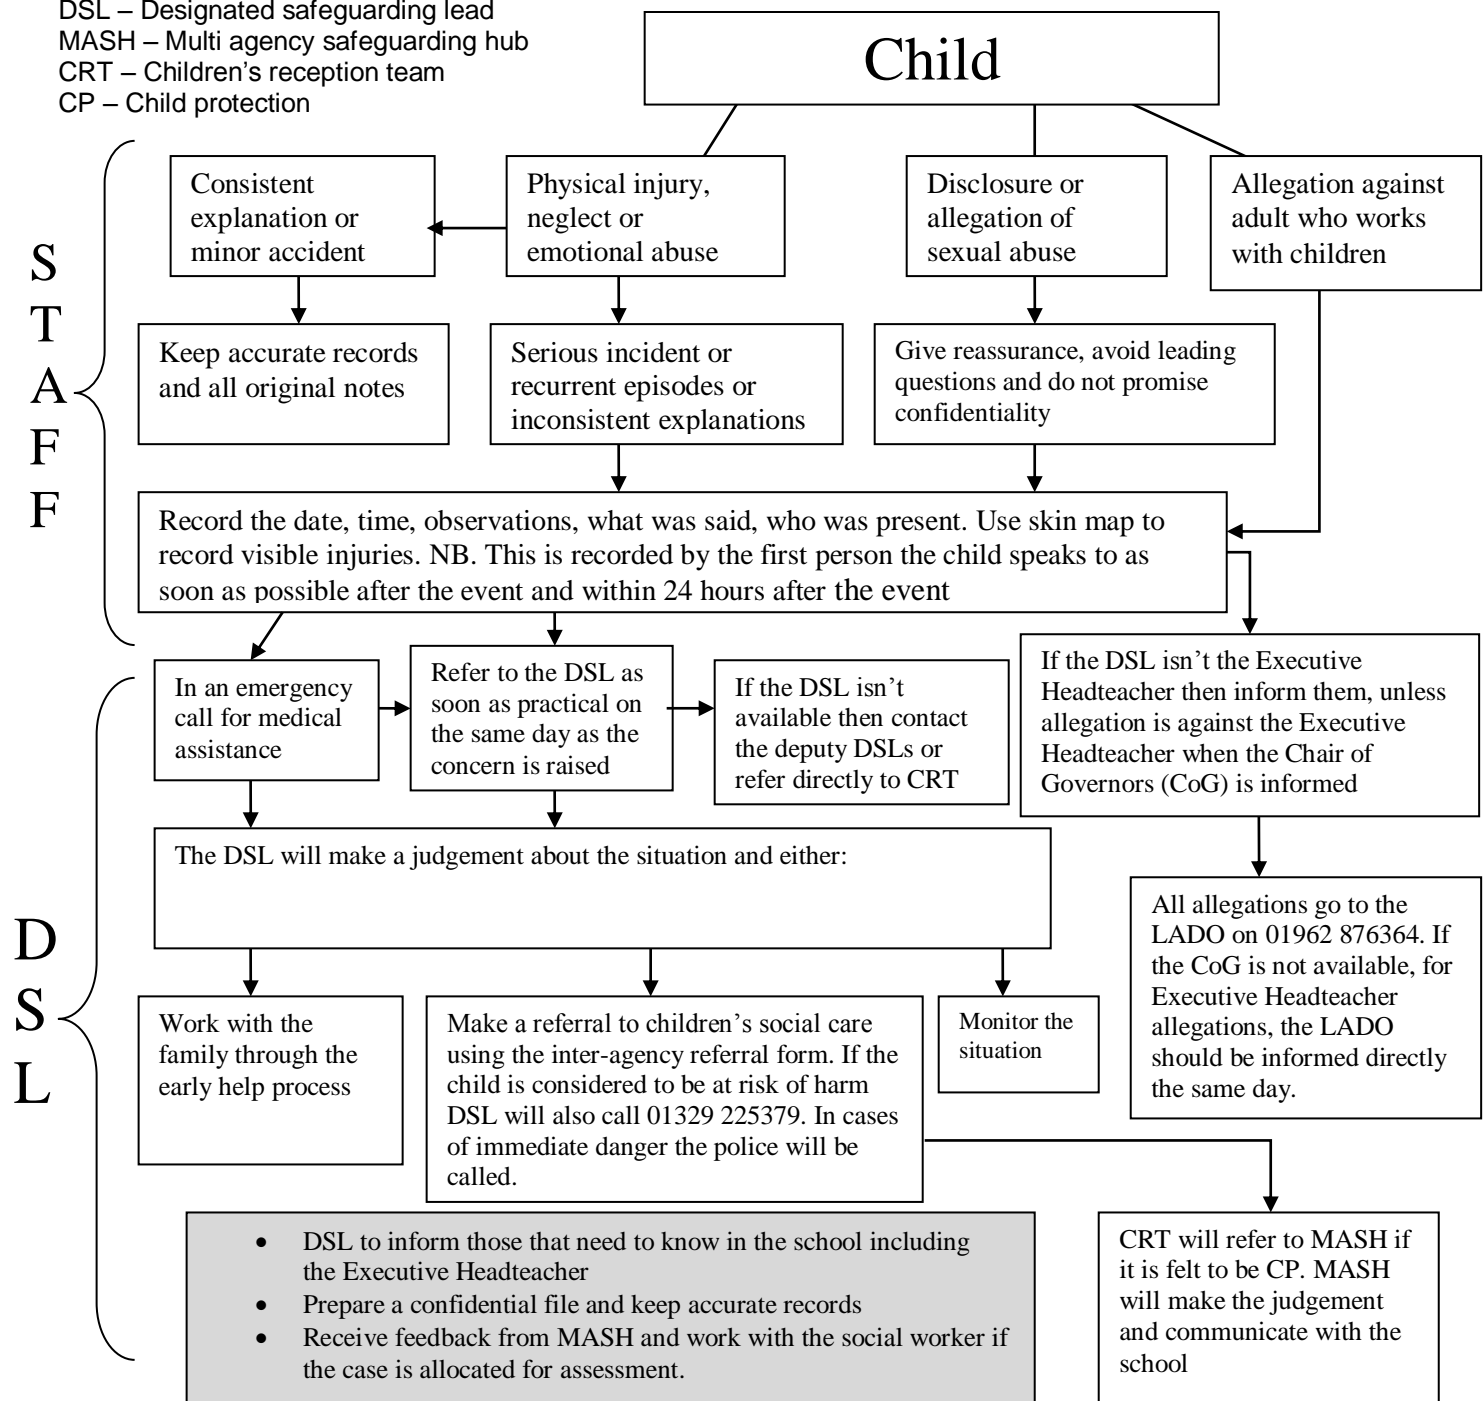 DSL – Designated safeguarding lead
MASH – Multi agency safeguarding hub
CRT – Children's reception team
CP – Child protection
Child
Consistent
explanation or
minor accident
Physical injury,
neglect or
emotional abuse
Disclosure or
allegation of
sexual abuse
Allegation against
adult who works
with children
S
T
A
F
F
Keep accurate records
and all original notes
Serious incident or
recurrent episodes or
inconsistent explanations
Give reassurance, avoid leading
questions and do not promise
confidentiality
Record the date, time, observations, what was said, who was present. Use skin map to
record visible injuries. NB. This is recorded by the first person the child speaks to as
soon as possible after the event and within 24 hours after the event
In an emergency
call for medical
assistance
Refer to the DSL as
soon as practical on
the same day as the
concern is raised
If the DSL isn't
available then contact
the deputy DSLs or
refer directly to CRT
If the DSL isn't the Executive
Headteacher then inform them, unless
allegation is against the Executive
Headteacher when the Chair of
Governors (CoG) is informed
D
S
L
The DSL will make a judgement about the situation and either:
All allegations go to the
LADO on 01962 876364. If
the CoG is not available, for
Executive Headteacher
allegations, the LADO
should be informed directly
the same day.
Work with the
family through the
early help process
Make a referral to children's social care
using the inter-agency referral form. If the
child is considered to be at risk of harm
DSL will also call 01329 225379. In cases
of immediate danger the police will be
called.
Monitor the
situation
• DSL to inform those that need to know in the school including
the Executive Headteacher
• Prepare a confidential file and keep accurate records
• Receive feedback from MASH and work with the social worker if
the case is allocated for assessment.
CRT will refer to MASH if
it is felt to be CP. MASH
will make the judgement
and communicate with the
school